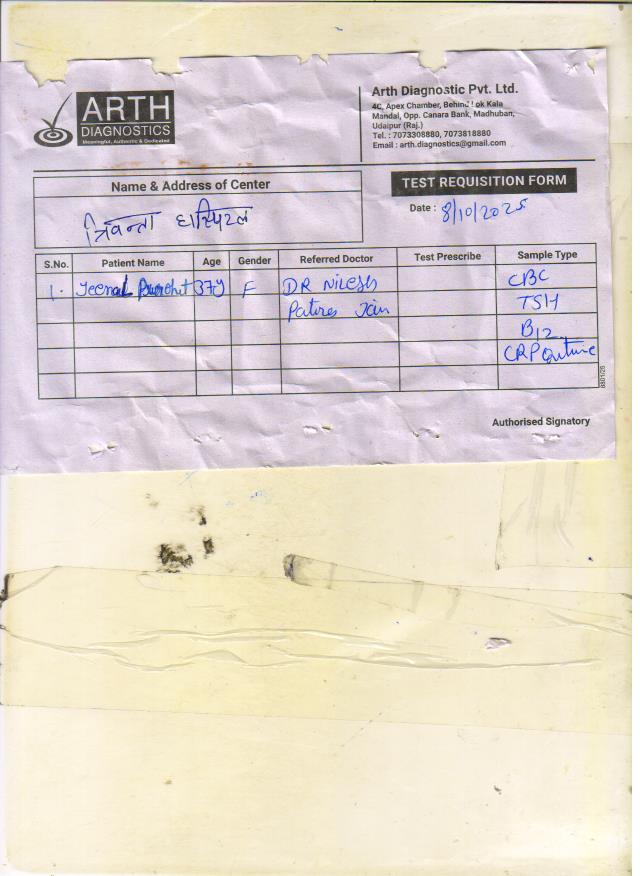 ARTH
DIAGNOSTICS
Meaningful, Authentic & Dedicated
Arth Diagnostic Pvt. Ltd.
4C, Apex Chamber, Behind Lok Kala
Mandal, Opp. Canara Bank, Madhuban,
Udaipur (Raj.)
Tel. : 7073308880, 7073818880
Email : arth.diagnostics@gmail.com
Name & Address of Center
त्रिवन्ता हास्पिटल
TEST REQUISITION FORM
Date : 8/10/2025
S.No. Patient Name Age Gender Referred Doctor Test Prescribe Sample Type
1. Purohit 37y F DR Nilesh CBC
Jain TSH
B12
CRP
Authorised Signatory